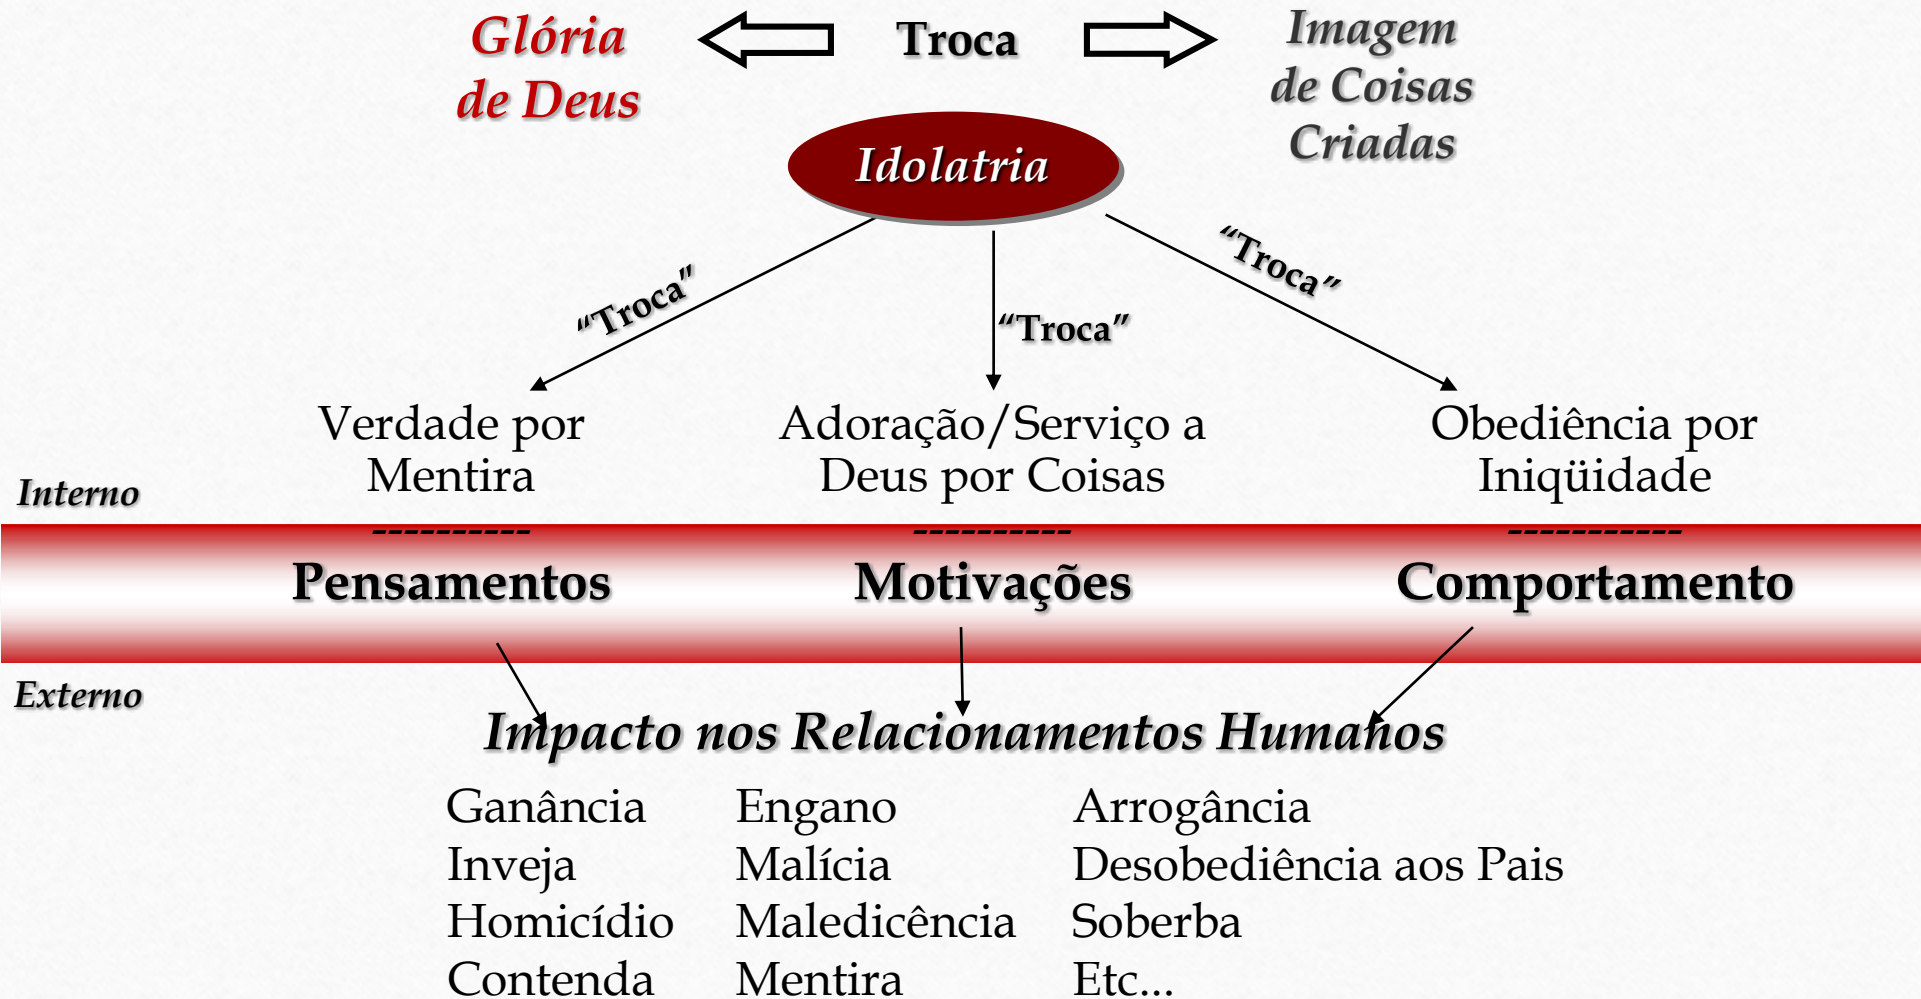 Glória
de Deus
Troca
Imagem
de Coisas
Criadas
Idolatria
“Troca”
“Troca”
“Troca”
Verdade por
Mentira
Adoração/Serviço a
Deus por Coisas
Obediência por
Iniqüidade
Interno
----------
----------
-----------
Pensamentos
Motivações
Comportamento
Externo
Impacto nos Relacionamentos Humanos
Ganância
Inveja
Homicídio
Contenda
Engano
Malícia
Maledicência
Mentira
Arrogância
Desobediência aos Pais
Soberba
Etc...